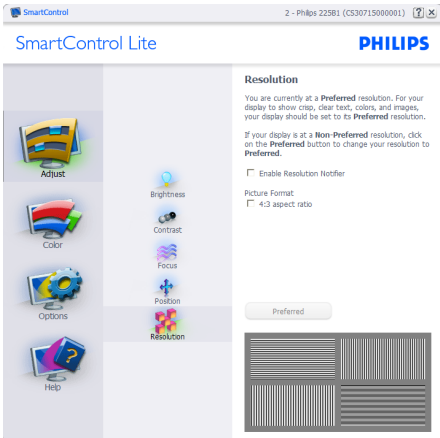 SmartControl
2 - Philips 225B1 (CS30715000001)
SmartControl Lite
PHILIPS
Resolution
You are currently at a Preferred resolution. For your
display to show crisp, clear text, colors, and images,
your display should be set to its Preferred resolution.
If your display is at a Non-Preferred resolution, click
on the Preferred button to change your resolution to
Preferred.
Enable Resolution Notifier
Picture Format
4:3 aspect ratio
Preferred
Adjust
Color
Options
Help
Brightness
Contrast
Focus
Position
Resolution